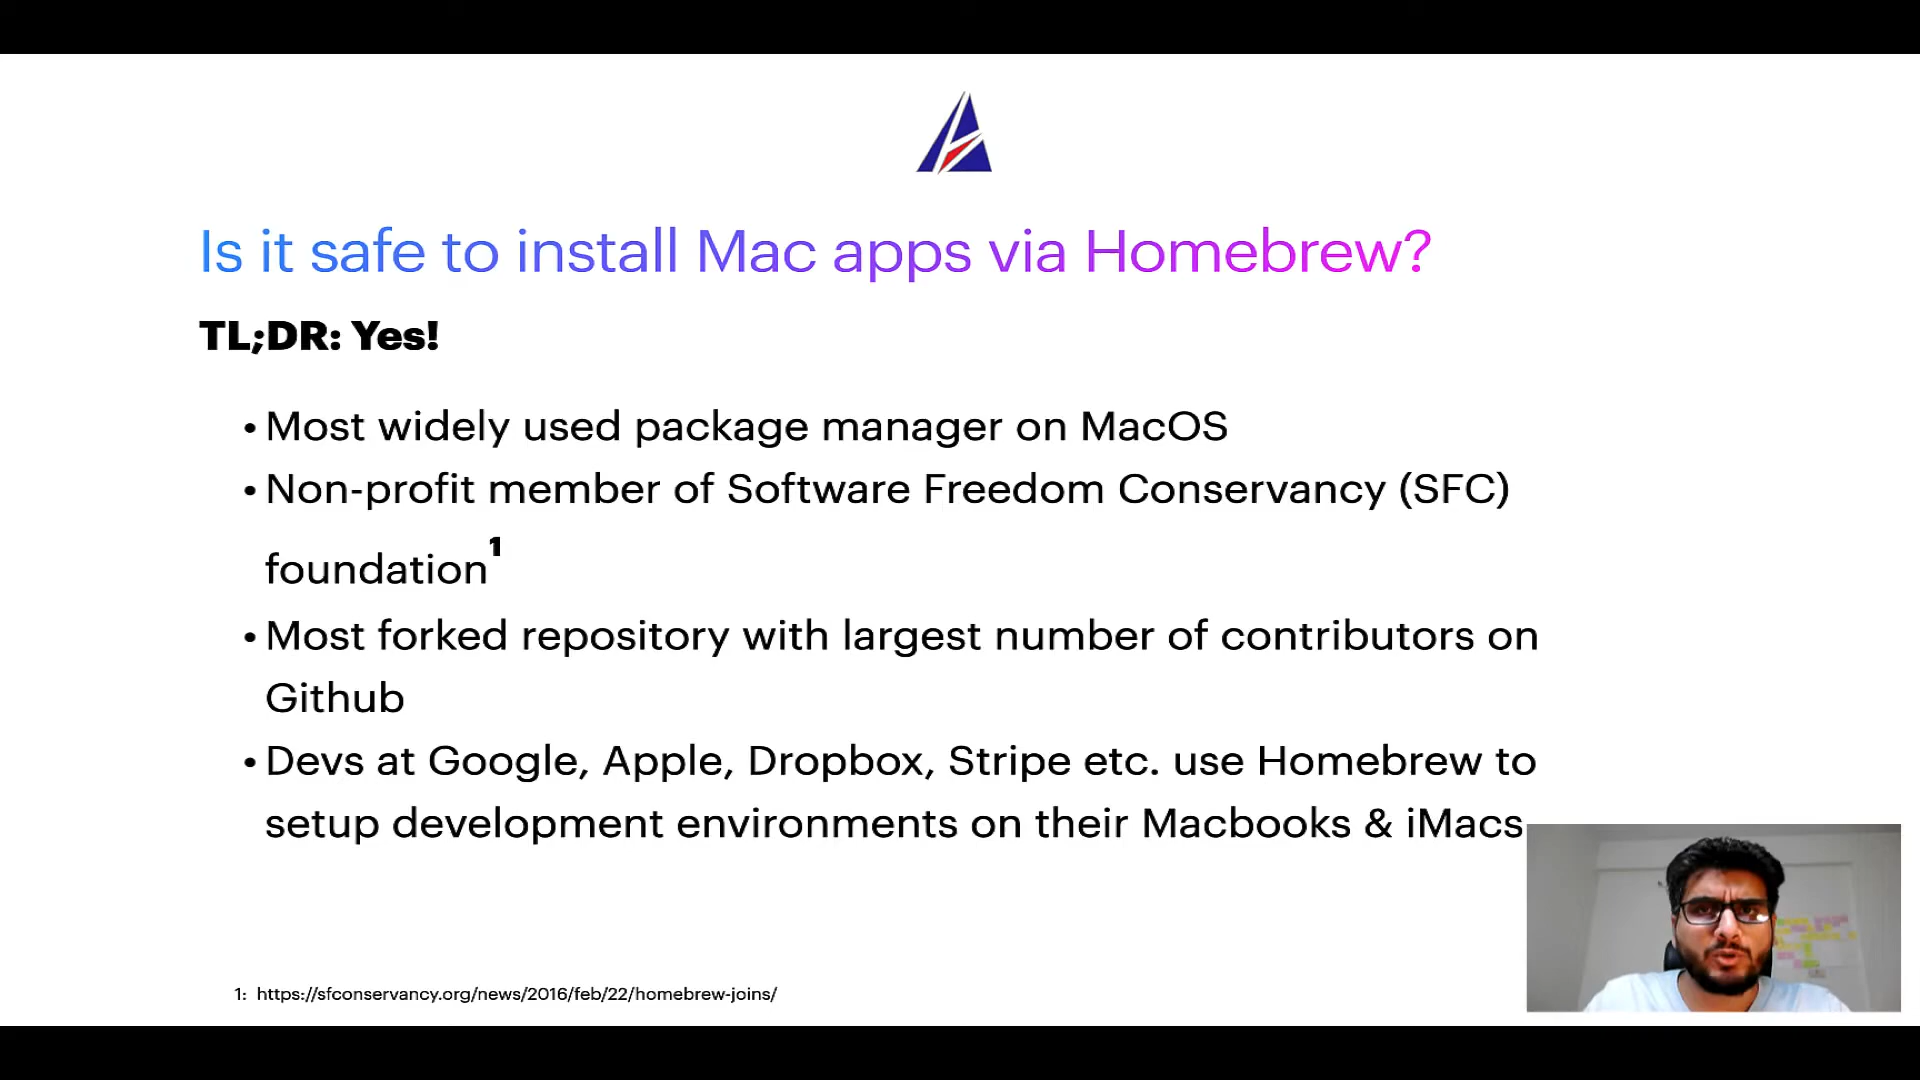 Is it safe to install Mac apps via Homebrew?
TL;DR: Yes!
• Most widely used package manager on MacOS
• Non-profit member of Software Freedom Conservancy (SFC)
foundation¹
• Most forked repository with largest number of contributors on
Github
• Devs at Google, Apple, Dropbox, Stripe etc. use Homebrew to
setup development environments on their Macbooks & iMacs
1: https://sfconservancy.org/news/2016/feb/22/homebrew-joins/